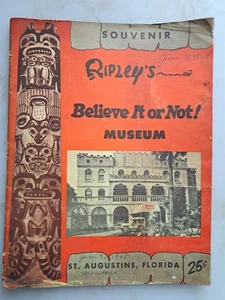 SOUVENIR
RIPLEY'S
Believe It or Not!
MUSEUM
ST. AUGUSTINE, FLORIDA
25¢